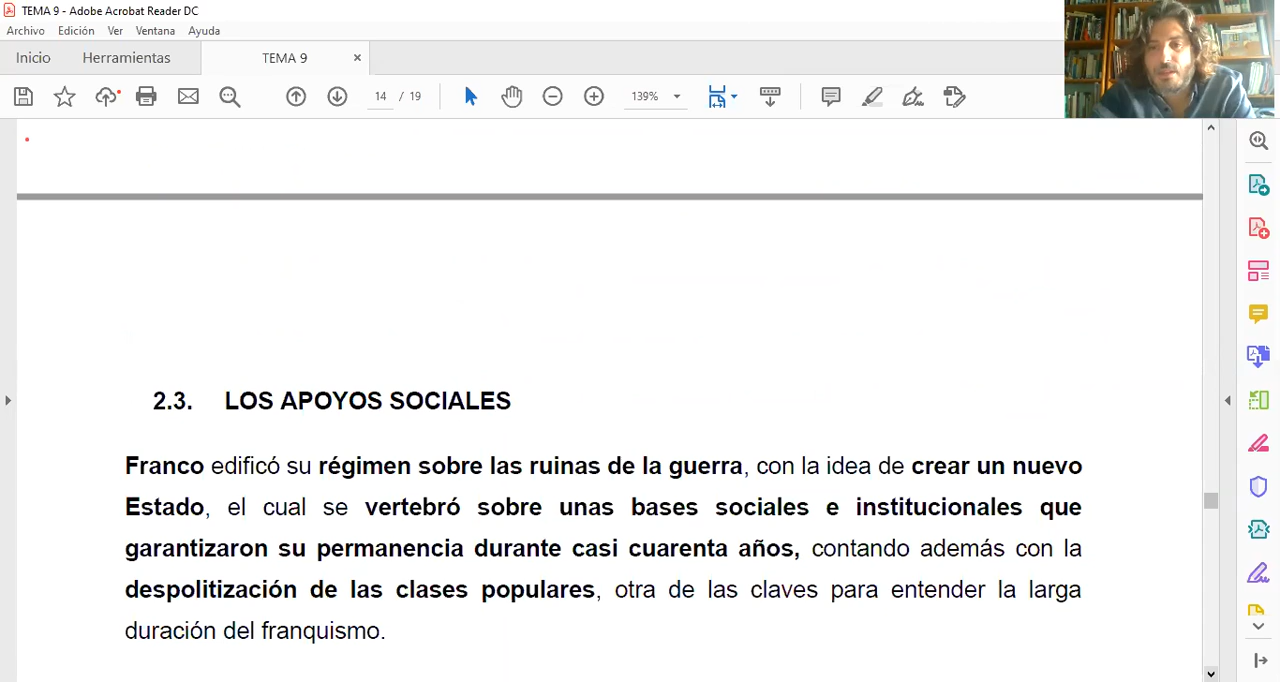 TEMA 9 - Adobe Acrobat Reader DC
Archivo Edición Ver Ventana Ayuda
Inicio Herramientas TEMA 9 ×
14 / 19 139%
2.3. LOS APOYOS SOCIALES
Franco edificó su régimen sobre las ruinas de la guerra, con la idea de crear un nuevo
Estado, el cual se vertebró sobre unas bases sociales e institucionales que
garantizaron su permanencia durante casi cuarenta años, contando además con la
despolitización de las clases populares, otra de las claves para entender la larga
duración del franquismo.